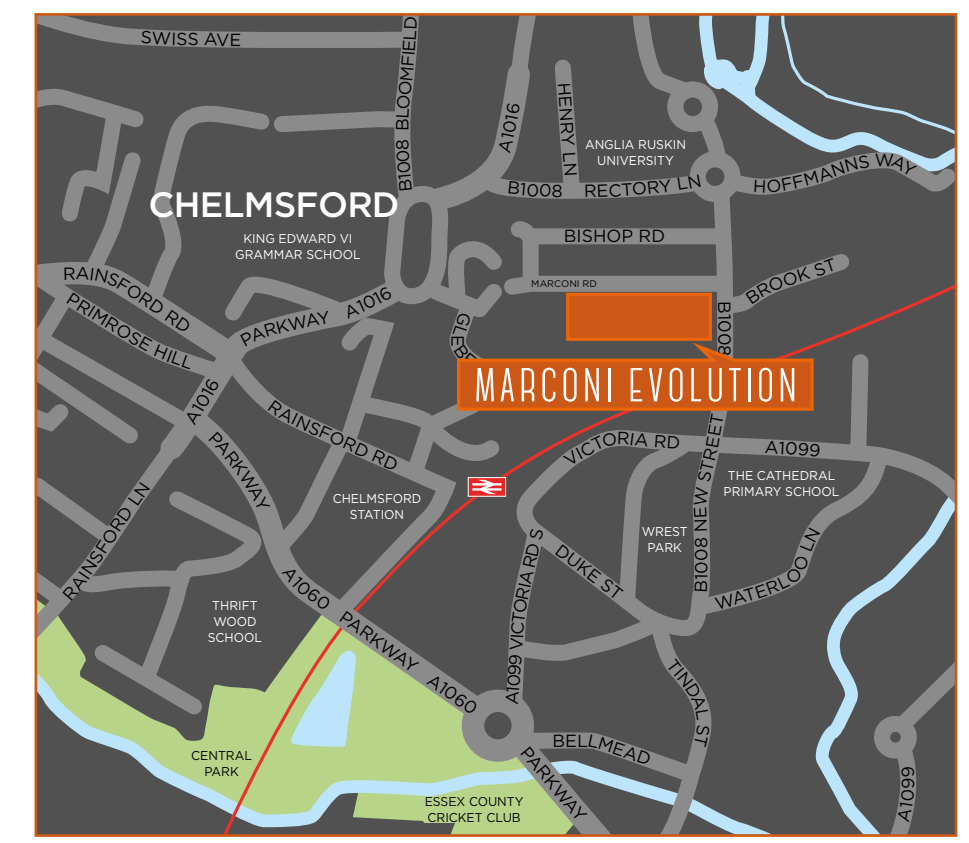 SWISS AVE
B1008 BLOOMFIELD
A1016
HENRY LN
ANGLIA RUSKIN
UNIVERSITY
B1008 RECTORY LN
HOFFMANNS WAY
CHELMSFORD
KING EDWARD VI
GRAMMAR SCHOOL
BISHOP RD
RAINSFORD RD
MARCONI RD
BROOK ST
PRIMROSE HILL
PARKWAY A1016
GLEBE
B1008
MARCONI EVOLUTION
A1016
RAINSFORD RD
PARKWAY
VICTORIA RD
A1099
THE CATHEDRAL
PRIMARY SCHOOL
CHELMSFORD
STATION
B1008 NEW STREET
WREST
PARK
RAINSFORD LN
DUKE ST
WATERLOO LN
A1099 VICTORIA RD S
A1060 PARKWAY A1060
THRIFT
WOOD
SCHOOL
TINDAL ST
CENTRAL
PARK
BELLMEAD
PARKWAY
ESSEX COUNTY
CRICKET CLUB
A1099